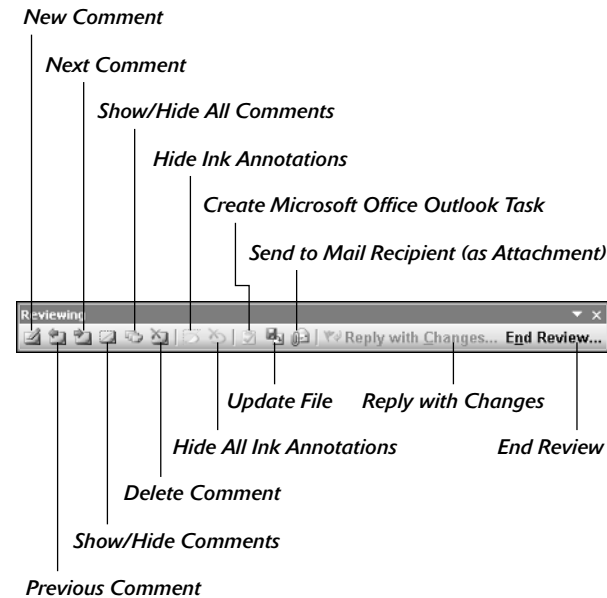 New Comment
Next Comment
Show/Hide All Comments
Hide Ink Annotations
Create Microsoft Office Outlook Task
Send to Mail Recipient (as Attachment)
Reviewing
Reply with Changes... End Review...
Update File Reply with Changes
Hide All Ink Annotations End Review
Delete Comment
Show/Hide Comments
Previous Comment